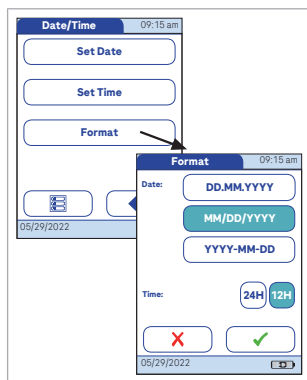 Date/Time 09:15 am
Set Date
Set Time
Format
05/29/2022
Format 09:15 am
Date: DD.MM.YYYY
MM/DD/YYYY
YYYY-MM-DD
Time: 24H 12H
05/29/2022